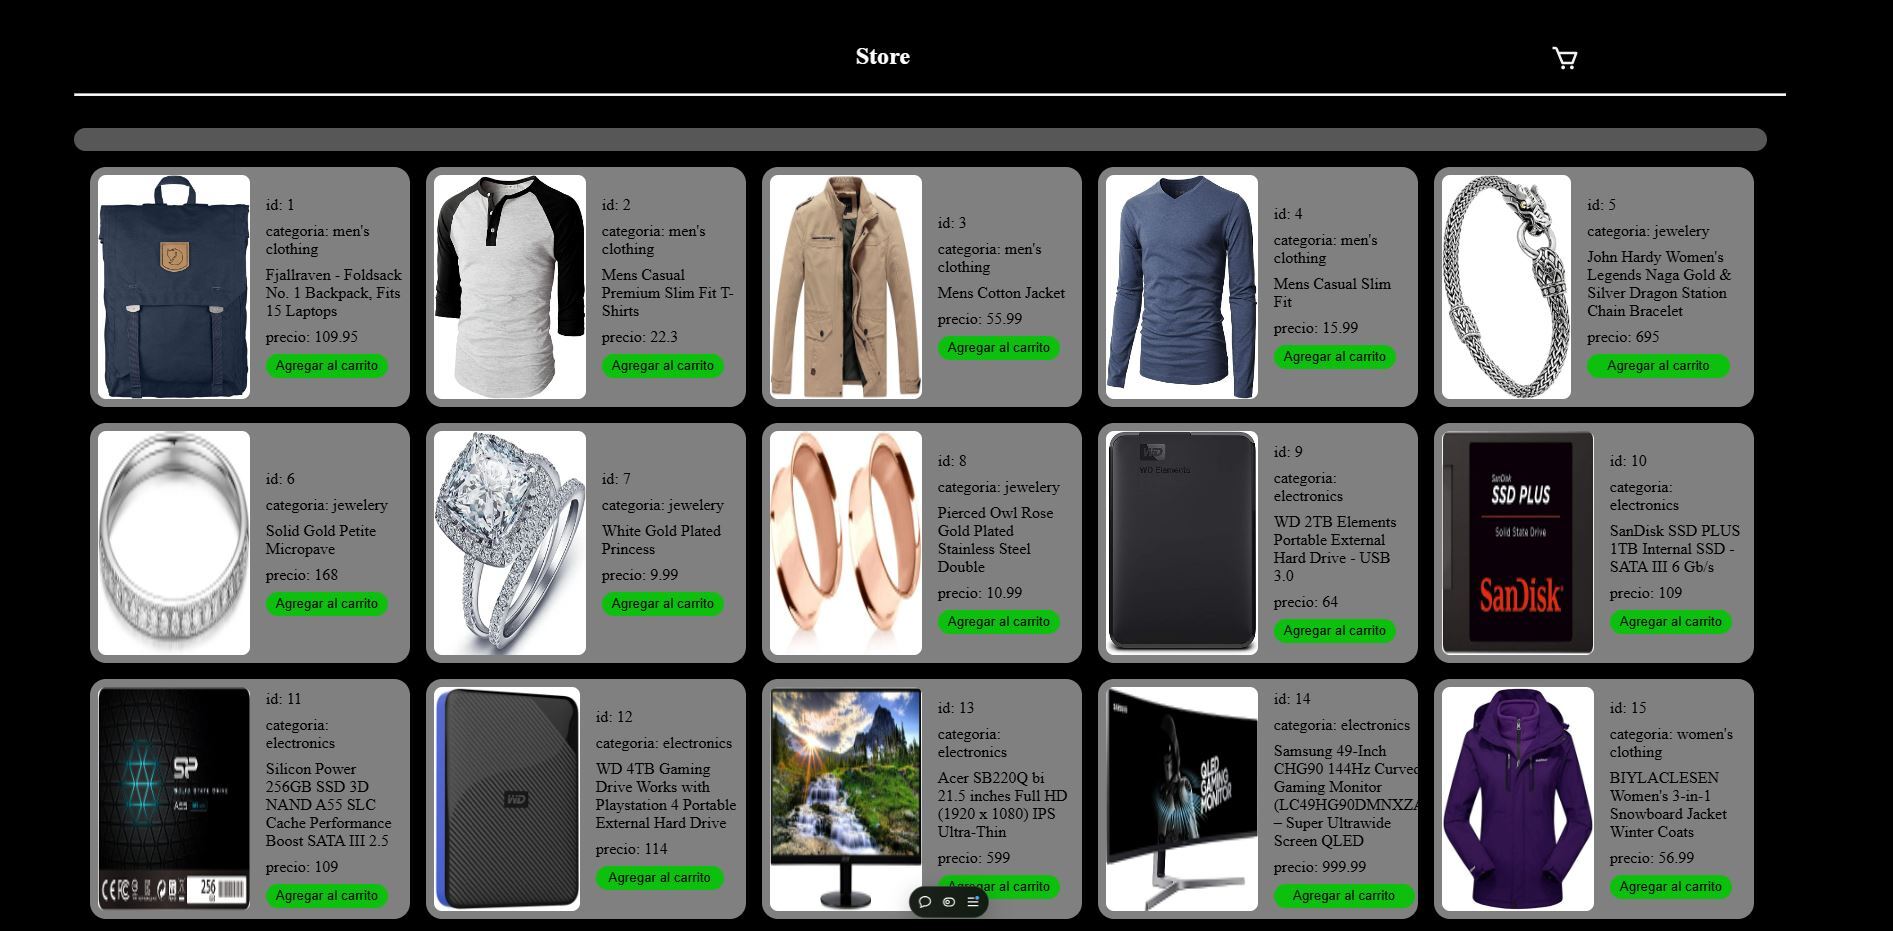 Store
id: 1
categoria: men's
clothing
Fjallraven - Foldsack
No. 1 Backpack, Fits
15 Laptops
precio: 109.95
Agregar al carrito
id: 2
categoria: men's
clothing
Mens Casual
Premium Slim Fit T-
Shirts
precio: 22.3
Agregar al carrito
id: 3
categoria: men's
clothing
Mens Cotton Jacket
precio: 55.99
Agregar al carrito
id: 4
categoria: men's
clothing
Mens Casual Slim
Fit
precio: 15.99
Agregar al carrito
id: 5
categoria: jewelery
John Hardy Women's
Legends Naga Gold &
Silver Dragon Station
Chain Bracelet
precio: 695
Agregar al carrito
id: 6
categoria: jewelery
Solid Gold Petite
Micropave
precio: 168
Agregar al carrito
id: 7
categoria: jewelery
White Gold Plated
Princess
precio: 9.99
Agregar al carrito
id: 8
categoria: jewelery
Pierced Owl Rose
Gold Plated
Stainless Steel
Double
precio: 10.99
Agregar al carrito
WD
WD Elements
id: 9
categoria:
electronics
WD 2TB Elements
Portable External
Hard Drive - USB
3.0
precio: 64
Agregar al carrito
SanDisk
SSD PLUS
Solid State Drive
SanDisk
id: 10
categoria:
electronics
SanDisk SSD PLUS
1TB Internal SSD -
SATA III 6 Gb/s
precio: 109
Agregar al carrito
SP
SOLID STATE DRIVE
A55
256
id: 11
categoria:
electronics
Silicon Power
256GB SSD 3D
NAND A55 SLC
Cache Performance
Boost SATA III 2.5
precio: 109
Agregar al carrito
WD
id: 12
categoria: electronics
WD 4TB Gaming
Drive Works with
Playstation 4 Portable
External Hard Drive
precio: 114
Agregar al carrito
id: 13
categoria:
electronics
Acer SB220Q bi
21.5 inches Full HD
(1920 x 1080) IPS
Ultra-Thin
precio: 599
Agregar al carrito
SAMSUNG
QLED
GAMING
MONITOR
id: 14
categoria: electronics
Samsung 49-Inch
CHG90 144Hz Curved
Gaming Monitor
(LC49HG90DMNXZA
– Super Ultrawide
Screen QLED
precio: 999.99
Agregar al carrito
id: 15
categoria: women's
clothing
BIYLACLESEN
Women's 3-in-1
Snowboard Jacket
Winter Coats
precio: 56.99
Agregar al carrito